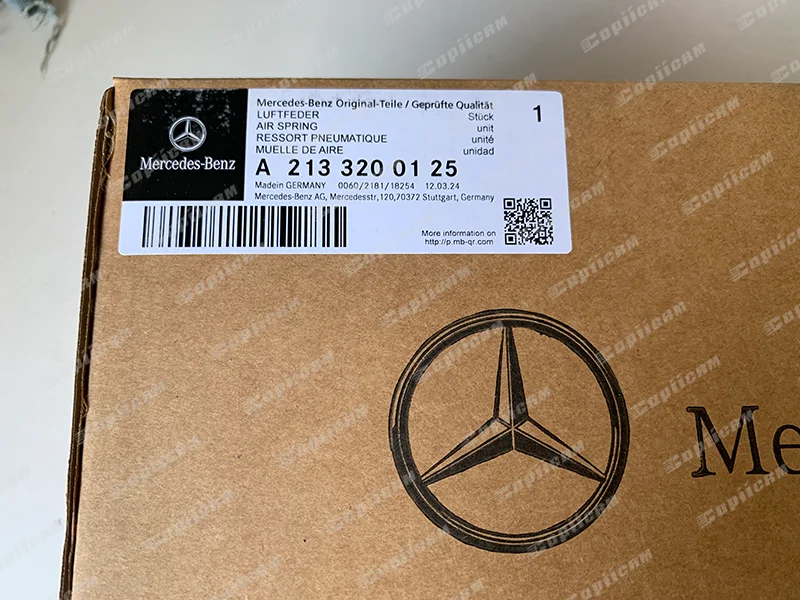 Mercedes-Benz Original-Teile / Geprüfte Qualität
LUFTFEDER Stück
AIR SPRING unit
RESSORT PNEUMATIQUE unité
MUELLE DE AIRE unidad
1
Mercedes-Benz
A 213 320 01 25
Madein GERMANY 0060/2181/18254 12.03.24
Mercedes-Benz AG, Mercedesstr,120,70372 Stuttgart, Germany
More information on
http://p.mb-qr.com
Me
Copiicam